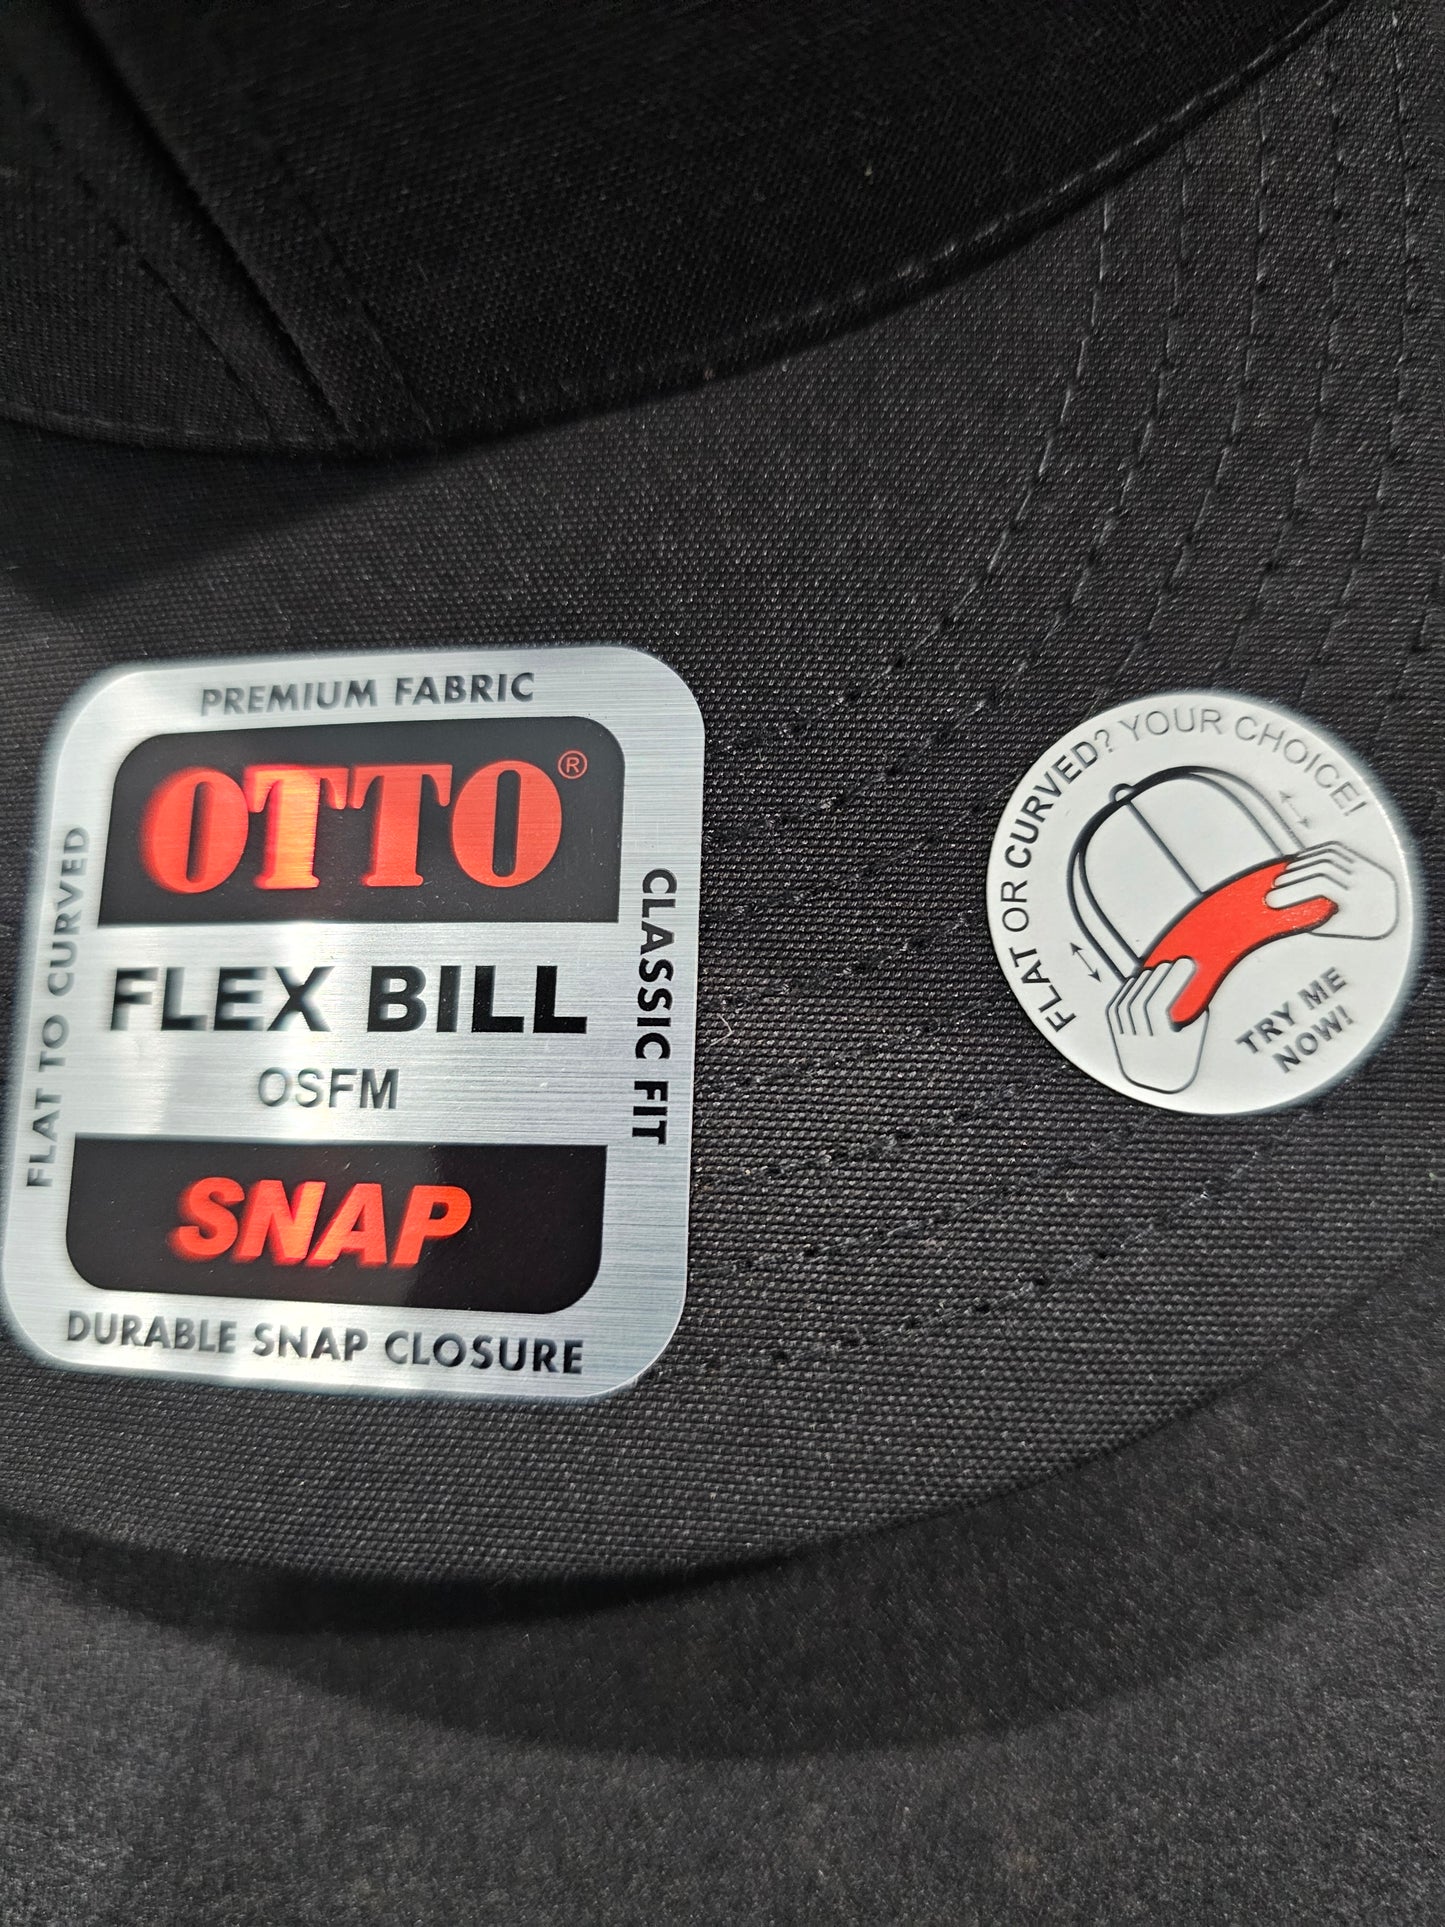 PREMIUM FABRIC
OTTO®
FLEX BILL
OSFM
SNAP
DURABLE SNAP CLOSURE
FLAT TO CURVED
CLASSIC FIT
FLAT OR CURVED? YOUR CHOICE!
TRY ME
NOW!